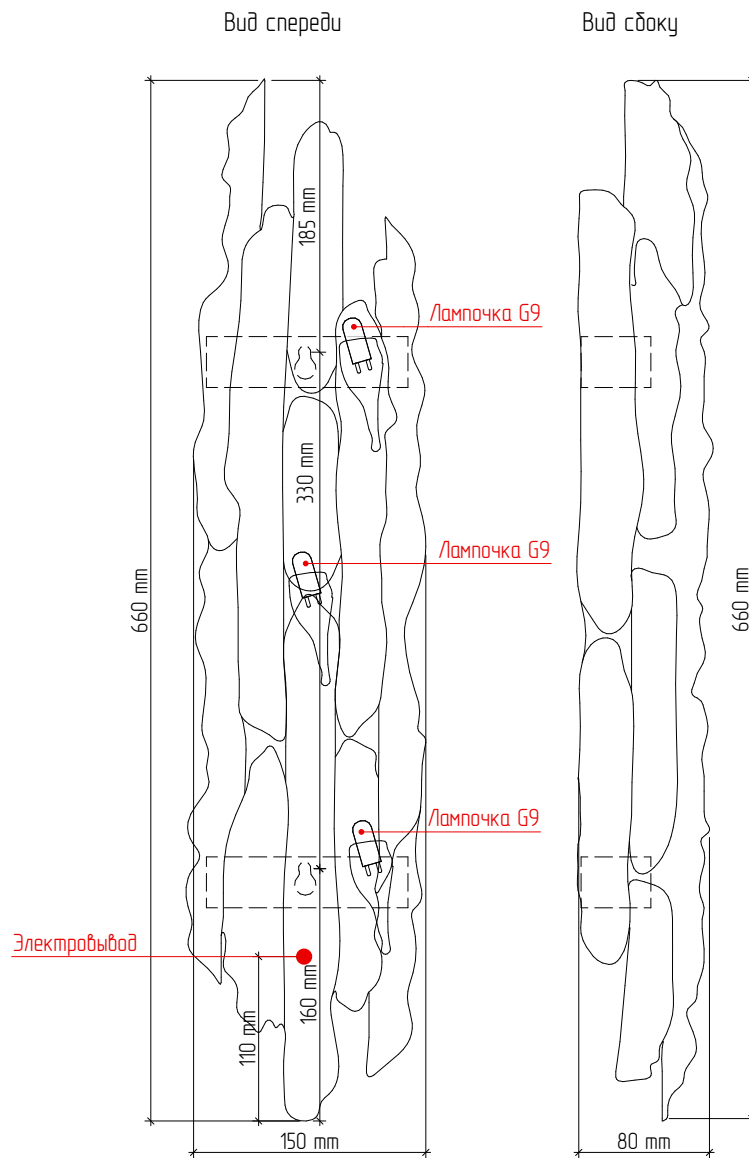 Вид спереди
Вид сбоку
185 mm
Лампочка G9
330 mm
Лампочка G9
660 mm
660 mm
Лампочка G9
Электровывод
160 mm
110 mm
150 mm
80 mm